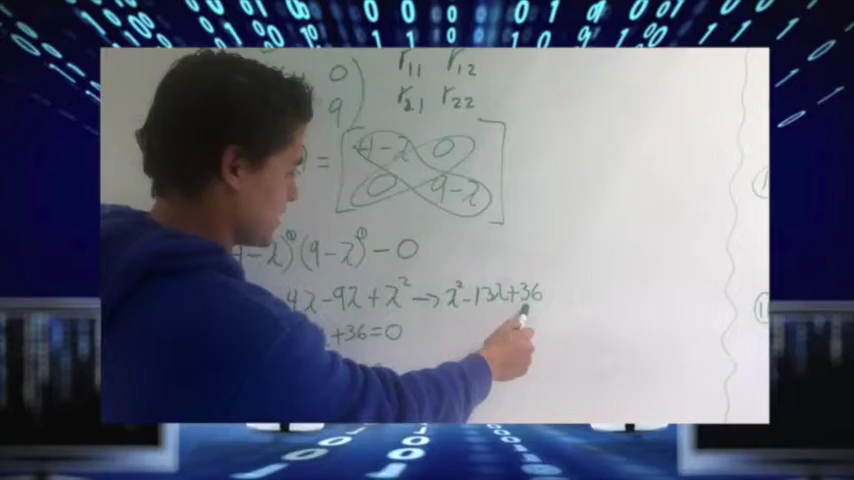 0 r₁₁ r₁₂
9 r₂₁ r₂₂
= [4-λ 0
0 9-λ]
4-λ)(9-λ)-0
4λ-9λ+λ² → λ²-13λ+36
λ+36=0